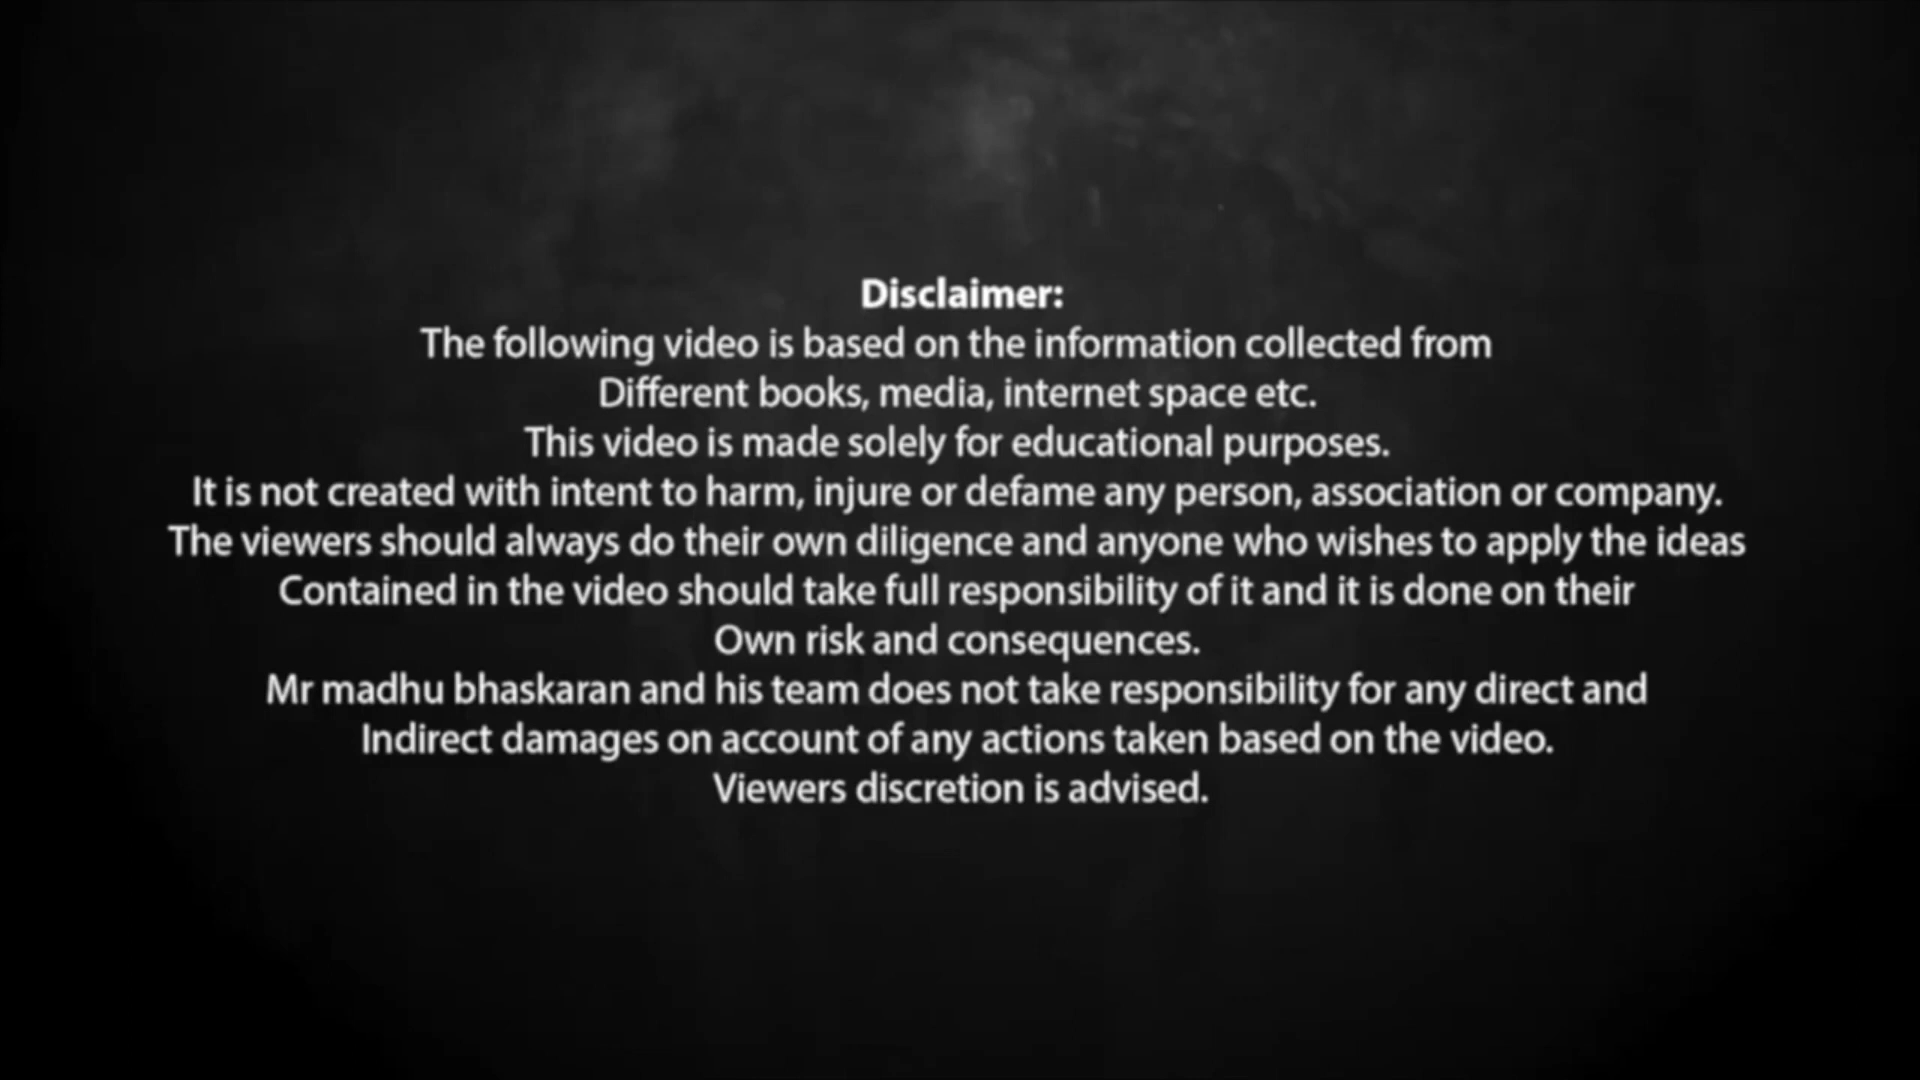 Disclaimer:
The following video is based on the information collected from
Different books, media, internet space etc.
This video is made solely for educational purposes.
It is not created with intent to harm, injure or defame any person, association or company.
The viewers should always do their own diligence and anyone who wishes to apply the ideas
Contained in the video should take full responsibility of it and it is done on their
Own risk and consequences.
Mr madhu bhaskaran and his team does not take responsibility for any direct and
Indirect damages on account of any actions taken based on the video.
Viewers discretion is advised.